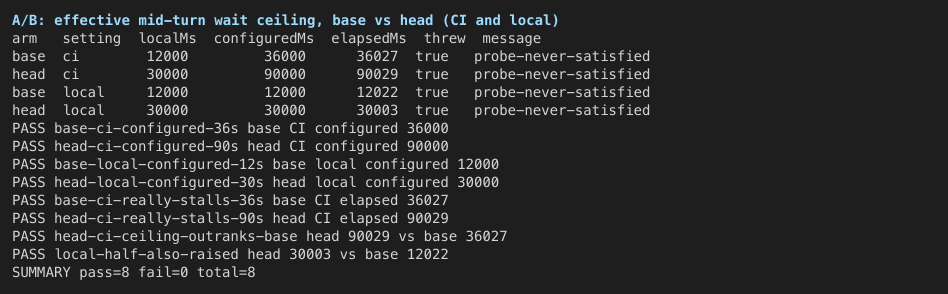 A/B: effective mid-turn wait ceiling, base vs head (CI and local)
arm   setting   localMs   configuredMs   elapsedMs  threw  message
base  ci        12000         36000      36027  true   probe-never-satisfied
head  ci        30000         90000      90029  true   probe-never-satisfied
base  local     12000         12000      12022  true   probe-never-satisfied
head  local     30000         30000      30003  true   probe-never-satisfied
PASS base-ci-configured-36s base CI configured 36000
PASS head-ci-configured-90s head CI configured 90000
PASS base-local-configured-12s base local configured 12000
PASS head-local-configured-30s head local configured 30000
PASS base-ci-really-stalls-36s base CI elapsed 36027
PASS head-ci-really-stalls-90s head CI elapsed 90029
PASS head-ci-ceiling-outranks-base head 90029 vs base 36027
PASS local-half-also-raised head 30003 vs base 12022
SUMMARY pass=8 fail=0 total=8